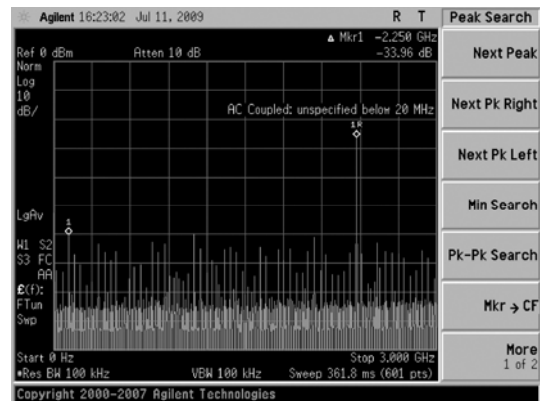 Agilent 16:23:02 Jul 11, 2009 R T
Peak Search
Δ Mkr1 -2.250 GHz
Ref 0 dBm Atten 10 dB -33.96 dB
Norm
Log
10
dB/
AC Coupled: unspecified below 20 MHz
1R
1
LgAv
W1 S2
S3 FC
AA
£(f):
FTun
Swp
Start 0 Hz Stop 3.000 GHz
*Res BW 100 kHz VBW 100 kHz Sweep 361.8 ms (601 pts)
Copyright 2000-2007 Agilent Technologies
Next Peak
Next Pk Right
Next Pk Left
Min Search
Pk-Pk Search
Mkr → CF
More
1 of 2